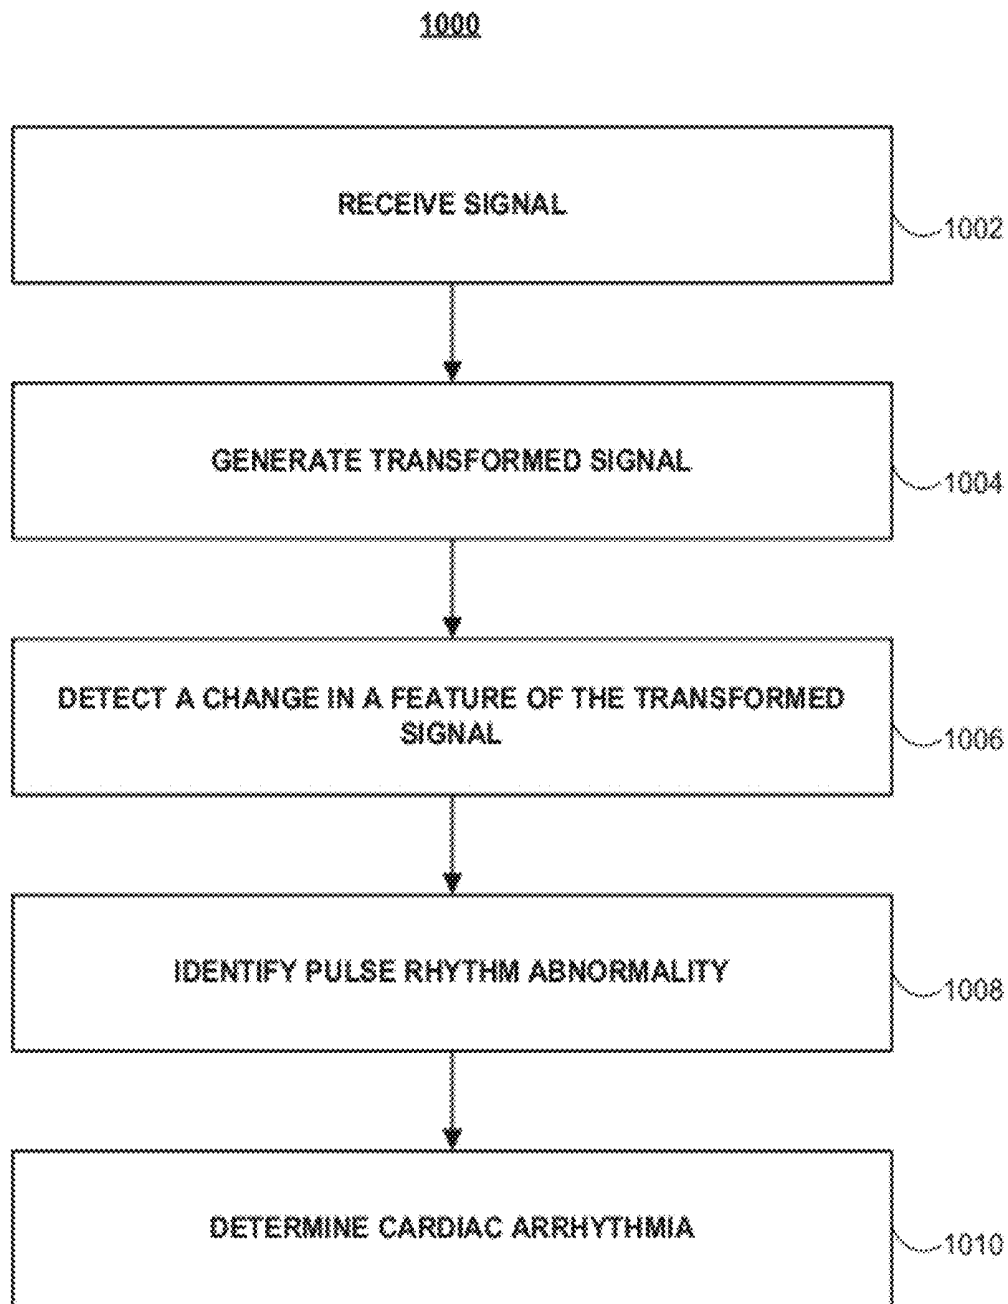 1000
RECEIVE SIGNAL
1002
GENERATE TRANSFORMED SIGNAL
1004
DETECT A CHANGE IN A FEATURE OF THE TRANSFORMED
SIGNAL
1006
IDENTIFY PULSE RHYTHM ABNORMALITY
1008
DETERMINE CARDIAC ARRHYTHMIA
1010